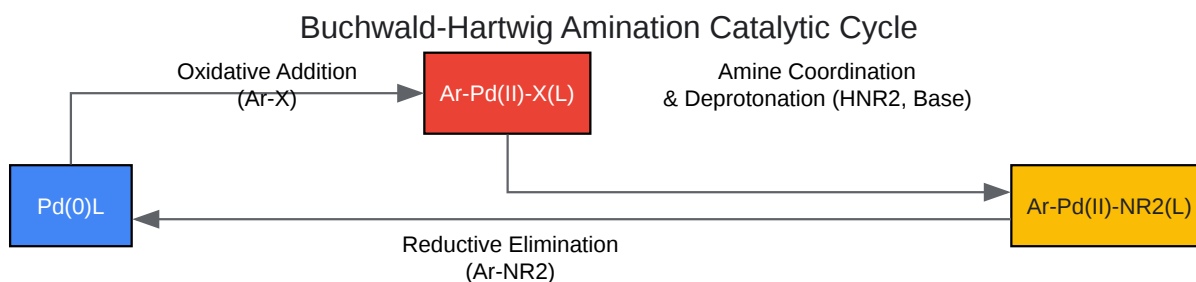 Buchwald-Hartwig Amination Catalytic Cycle
Oxidative Addition
(Ar-X)
Ar-Pd(II)-X(L)
Amine Coordination
& Deprotonation (HNR2, Base)
Pd(0)L
Ar-Pd(II)-NR2(L)
Reductive Elimination
(Ar-NR2)